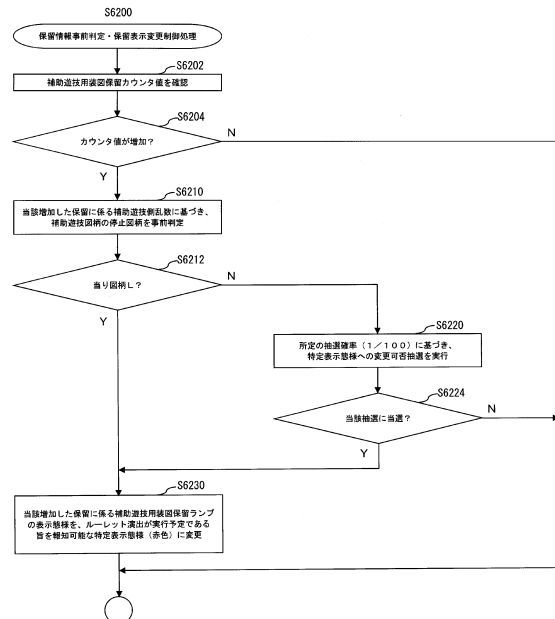 S6200
保留情報事前判定・保留表示変更制御処理
S6202
補助遊技用装図保留カウンタ値を確認
S6204
カウンタ値が増加？
N
Y
S6210
当該増加した保留に係る補助遊技側乱数に基づき、
補助遊技図柄の停止図柄を事前判定
S6212
当り図柄L？
N
Y
S6220
所定の抽選確率（1／100）に基づき、
特定表示態様への変更可否抽選を実行
S6224
当該抽選に当選？
N
Y
S6230
当該増加した保留に係る補助遊技用装図保留ランプ
の表示態様を、ルーレット演出が実行予定である
旨を報知可能な特定表示態様（赤色）に変更